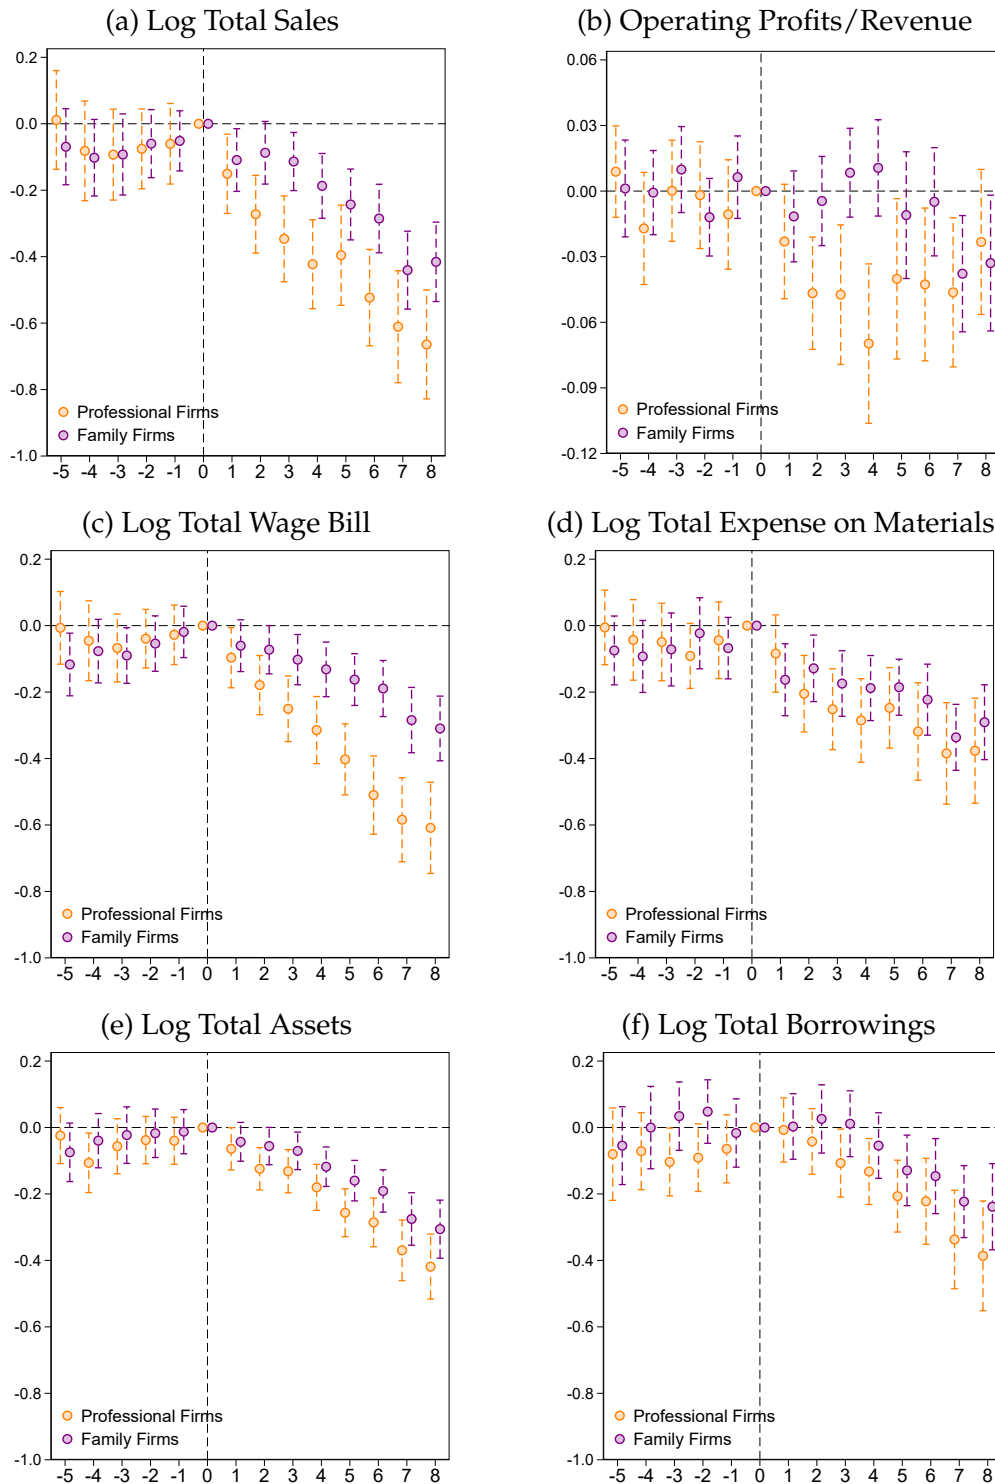 (a) Log Total Sales
0.2
0.0
-0.2
-0.4
-0.6
-0.8
-1.0
Professional Firms
Family Firms
-5 -4 -3 -2 -1 0 1 2 3 4 5 6 7 8
(b) Operating Profits/Revenue
0.06
0.03
0.00
-0.03
-0.06
-0.09
-0.12
Professional Firms
Family Firms
-5 -4 -3 -2 -1 0 1 2 3 4 5 6 7 8
(c) Log Total Wage Bill
0.2
0.0
-0.2
-0.4
-0.6
-0.8
-1.0
Professional Firms
Family Firms
-5 -4 -3 -2 -1 0 1 2 3 4 5 6 7 8
(d) Log Total Expense on Materials
0.2
0.0
-0.2
-0.4
-0.6
-0.8
-1.0
Professional Firms
Family Firms
-5 -4 -3 -2 -1 0 1 2 3 4 5 6 7 8
(e) Log Total Assets
0.2
0.0
-0.2
-0.4
-0.6
-0.8
-1.0
Professional Firms
Family Firms
-5 -4 -3 -2 -1 0 1 2 3 4 5 6 7 8
(f) Log Total Borrowings
0.2
0.0
-0.2
-0.4
-0.6
-0.8
-1.0
Professional Firms
Family Firms
-5 -4 -3 -2 -1 0 1 2 3 4 5 6 7 8